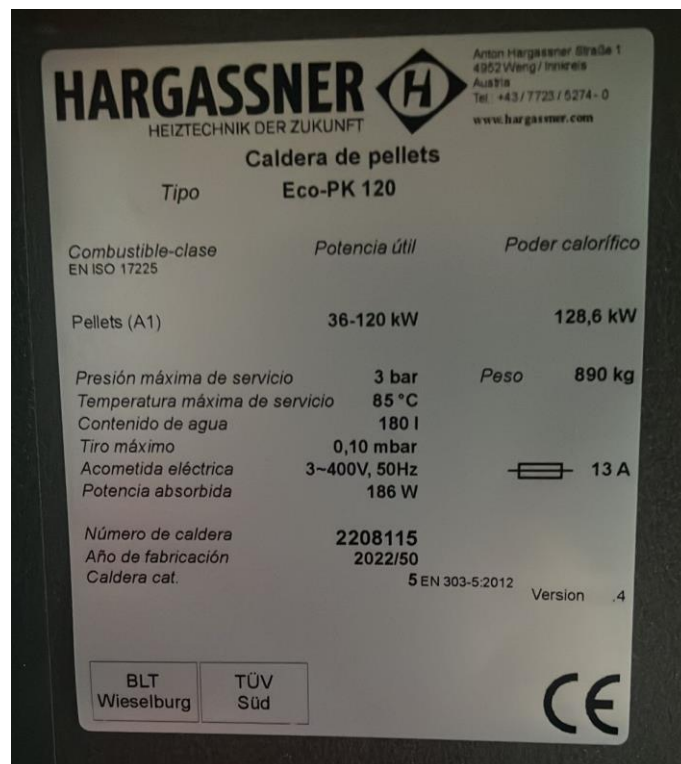 HARGASSNER H
HEIZTECHNIK DER ZUKUNFT
Anton Hargassner Straße 1
4952 Weng / Innkreis
Austria
Tel.: +43 / 7723 / 5274 - 0
www.hargassner.com
Caldera de pellets
Tipo Eco-PK 120
Combustible-clase Potencia útil Poder calorífico
EN ISO 17225
Pellets (A1) 36-120 kW 128,6 kW
Presión máxima de servicio 3 bar Peso 890 kg
Temperatura máxima de servicio 85 °C
Contenido de agua 180 l
Tiro máximo 0,10 mbar
Acometida eléctrica 3~400V, 50Hz 13 A
Potencia absorbida 186 W
Número de caldera 2208115
Año de fabricación 2022/50
Caldera cat. 5 EN 303-5:2012
Version .4
BLT
Wieselburg
TÜV
Süd
CE